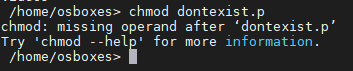 /home/osboxes> chmod dontexist.p
chmod: missing operand after ‘dontexist.p’
Try 'chmod --help' for more information.
/home/osboxes>